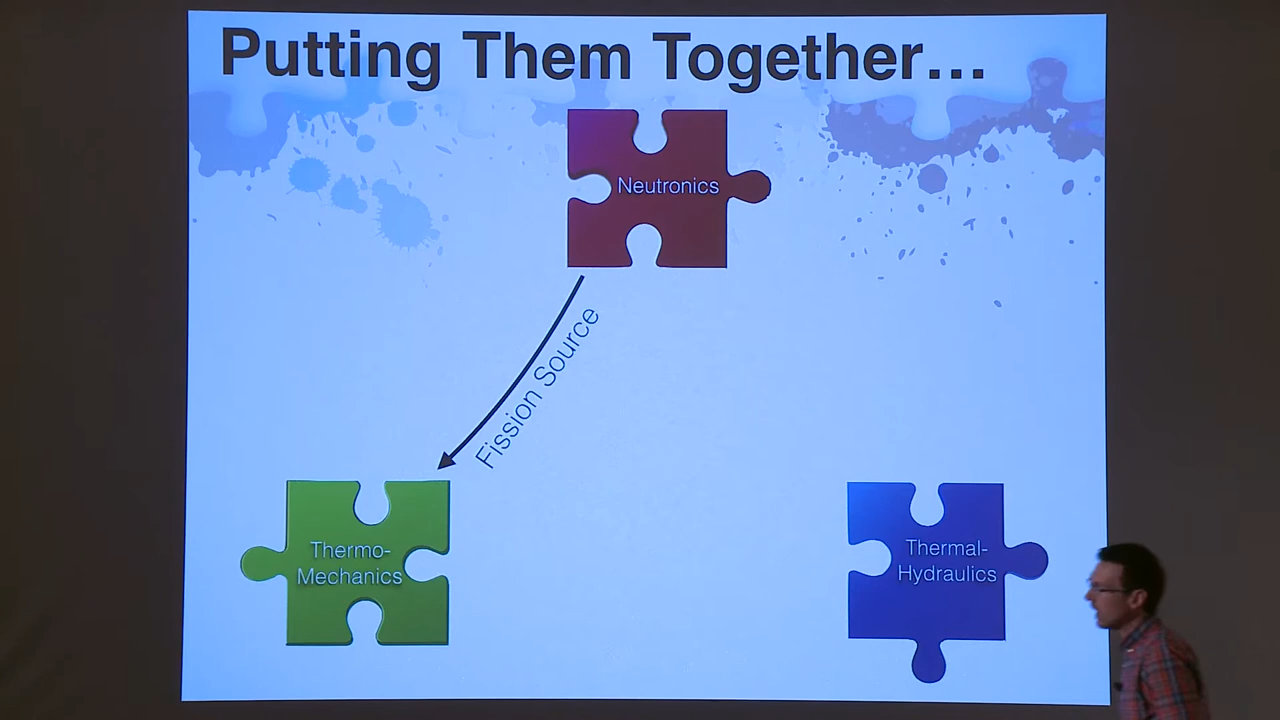 Putting Them Together…
Neutronics
Fission Source
Thermo-
Mechanics
Thermal-
Hydraulics